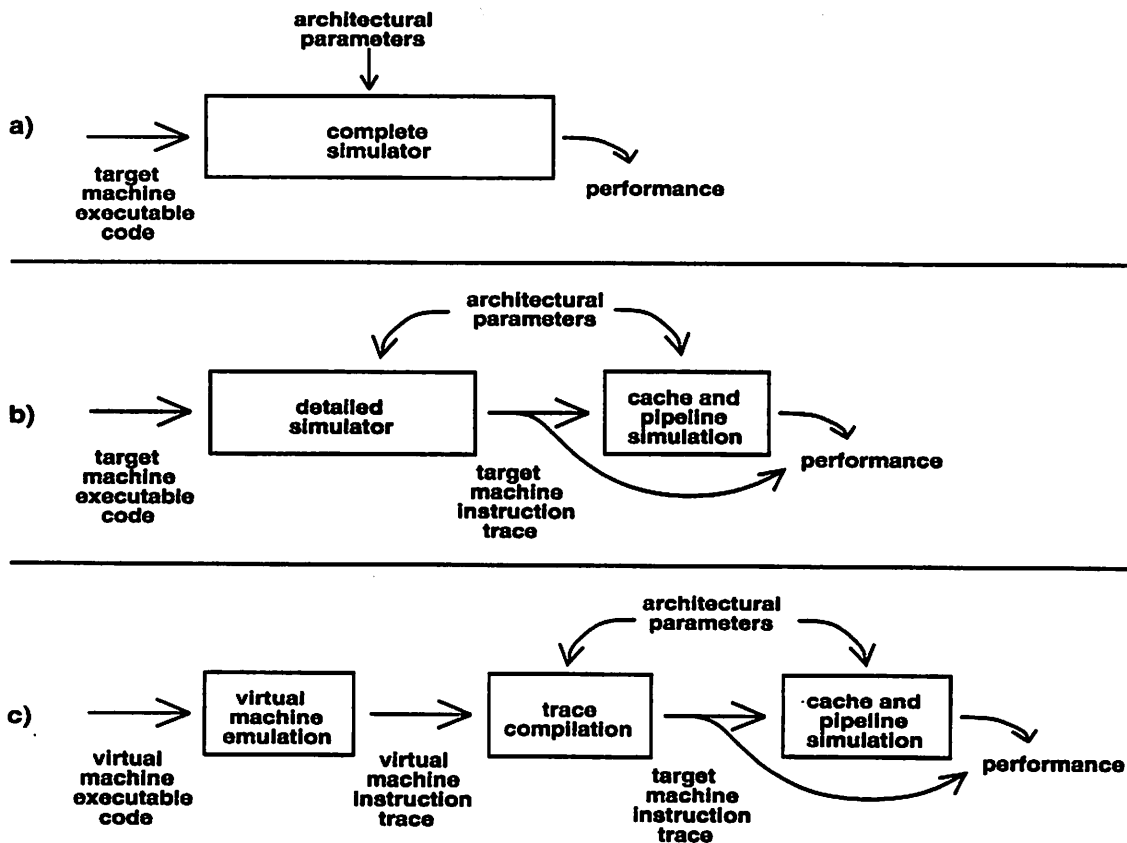 architectural
parameters
a)
complete
simulator
target
machine
executable
code
performance
architectural
parameters
b)
detailed
simulator
cache and
pipeline
simulation
target
machine
executable
code
target
machine
instruction
trace
performance
architectural
parameters
c)
virtual
machine
emulation
trace
compilation
cache and
pipeline
simulation
virtual
machine
executable
code
virtual
machine
instruction
trace
target
machine
instruction
trace
performance